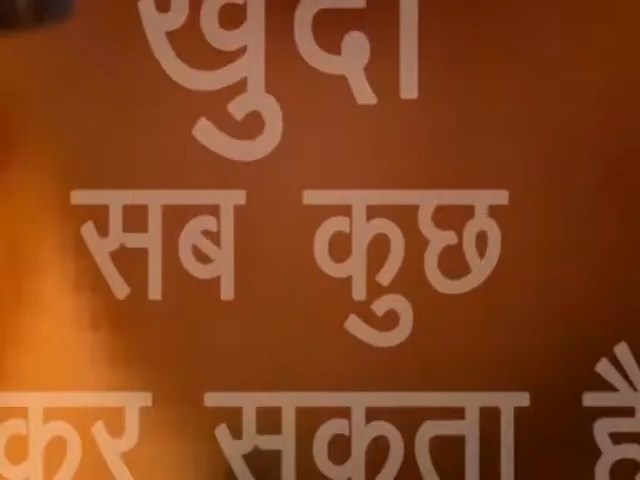 खुदा
सब कुछ
कर सकता है